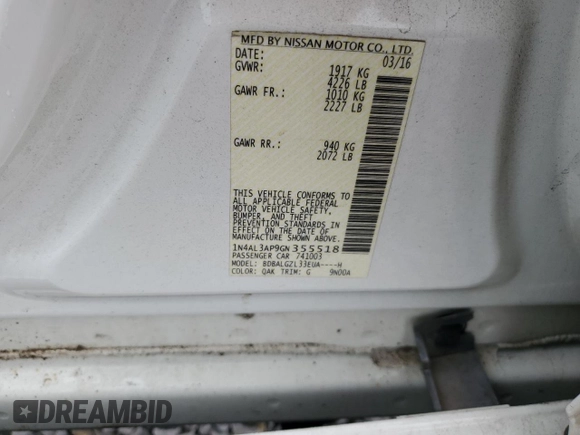 MFD BY NISSAN MOTOR CO., LTD.
DATE: 03/16
GVWR: 1917 KG
4226 LB
GAWR FR.: 1010 KG
2227 LB
GAWR RR.: 940 KG
2072 LB
THIS VEHICLE CONFORMS TO
ALL APPLICABLE FEDERAL
MOTOR VEHICLE SAFETY,
BUMPER, AND THEFT
PREVENTION STANDARDS IN
EFFECT ON THE DATE OF
MANUFACTURE SHOWN ABOVE.
1N4AL3AP9GN355518
PASSENGER CAR 741003
MODEL: BDBALGZL33EUA----H
COLOR: QAK TRIM: G 9N00A
DREAMBID